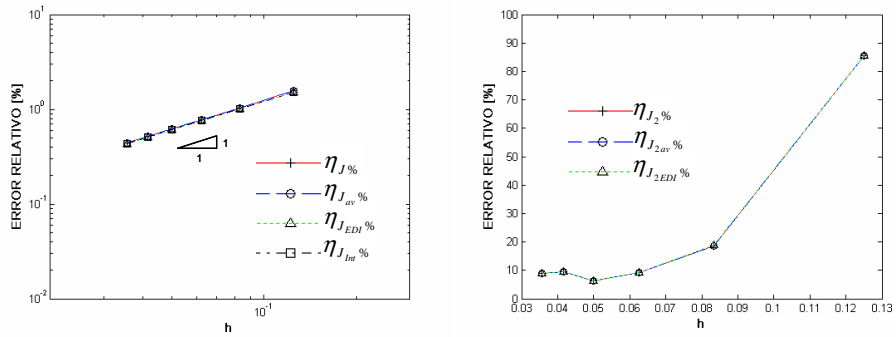 10^1
10^0
10^-1
10^-2
ERROR RELATIVO [%]
1
1
η_J %
η_J_av %
η_J_EDI %
η_J_Int %
10^-1
h
100
90
80
70
60
50
40
30
20
10
0
ERROR RELATIVO [%]
η_J_2 %
η_J_2av %
η_J_2EDI %
0.03 0.04 0.05 0.06 0.07 0.08 0.09 0.1 0.11 0.12 0.13
h